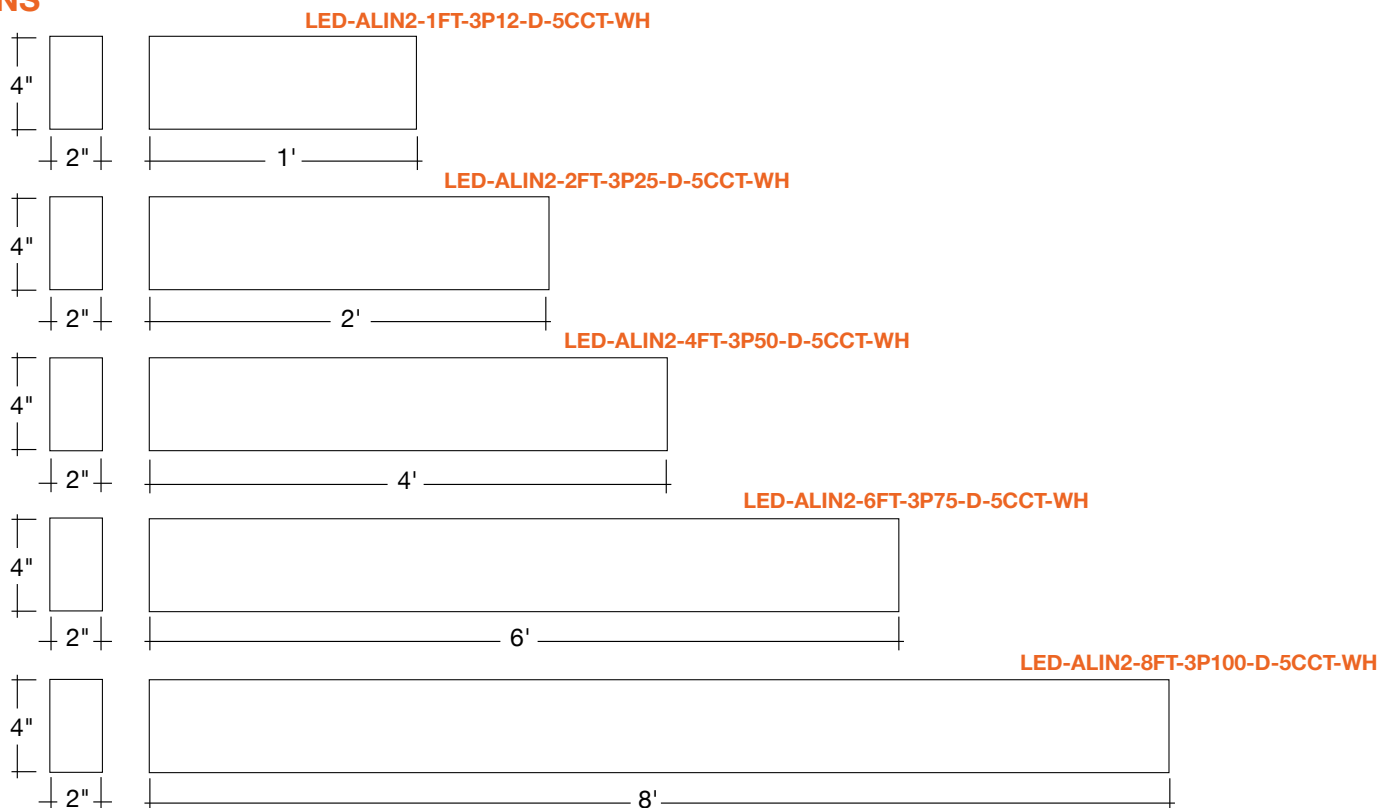 NS
LED-ALIN2-1FT-3P12-D-5CCT-WH
4"
2"
1'
LED-ALIN2-2FT-3P25-D-5CCT-WH
4"
2"
2'
LED-ALIN2-4FT-3P50-D-5CCT-WH
4"
2"
4'
LED-ALIN2-6FT-3P75-D-5CCT-WH
4"
2"
6'
LED-ALIN2-8FT-3P100-D-5CCT-WH
4"
2"
8'